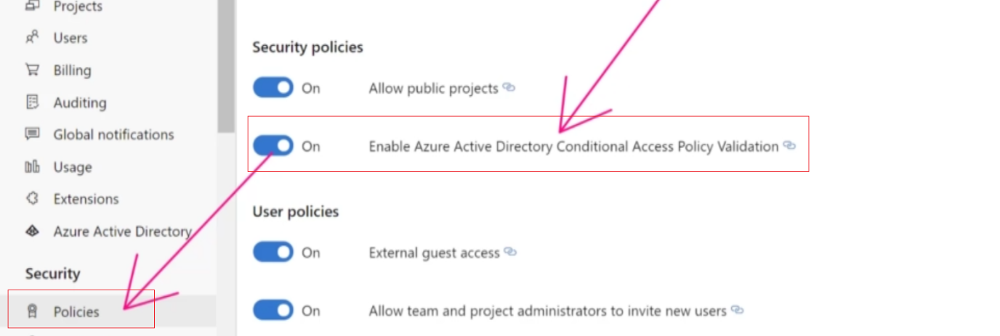 Projects
Users
Billing
Auditing
Global notifications
Usage
Extensions
Azure Active Directory
Security
Policies
Security policies
On Allow public projects
On Enable Azure Active Directory Conditional Access Policy Validation
User policies
On External guest access
On Allow team and project administrators to invite new users